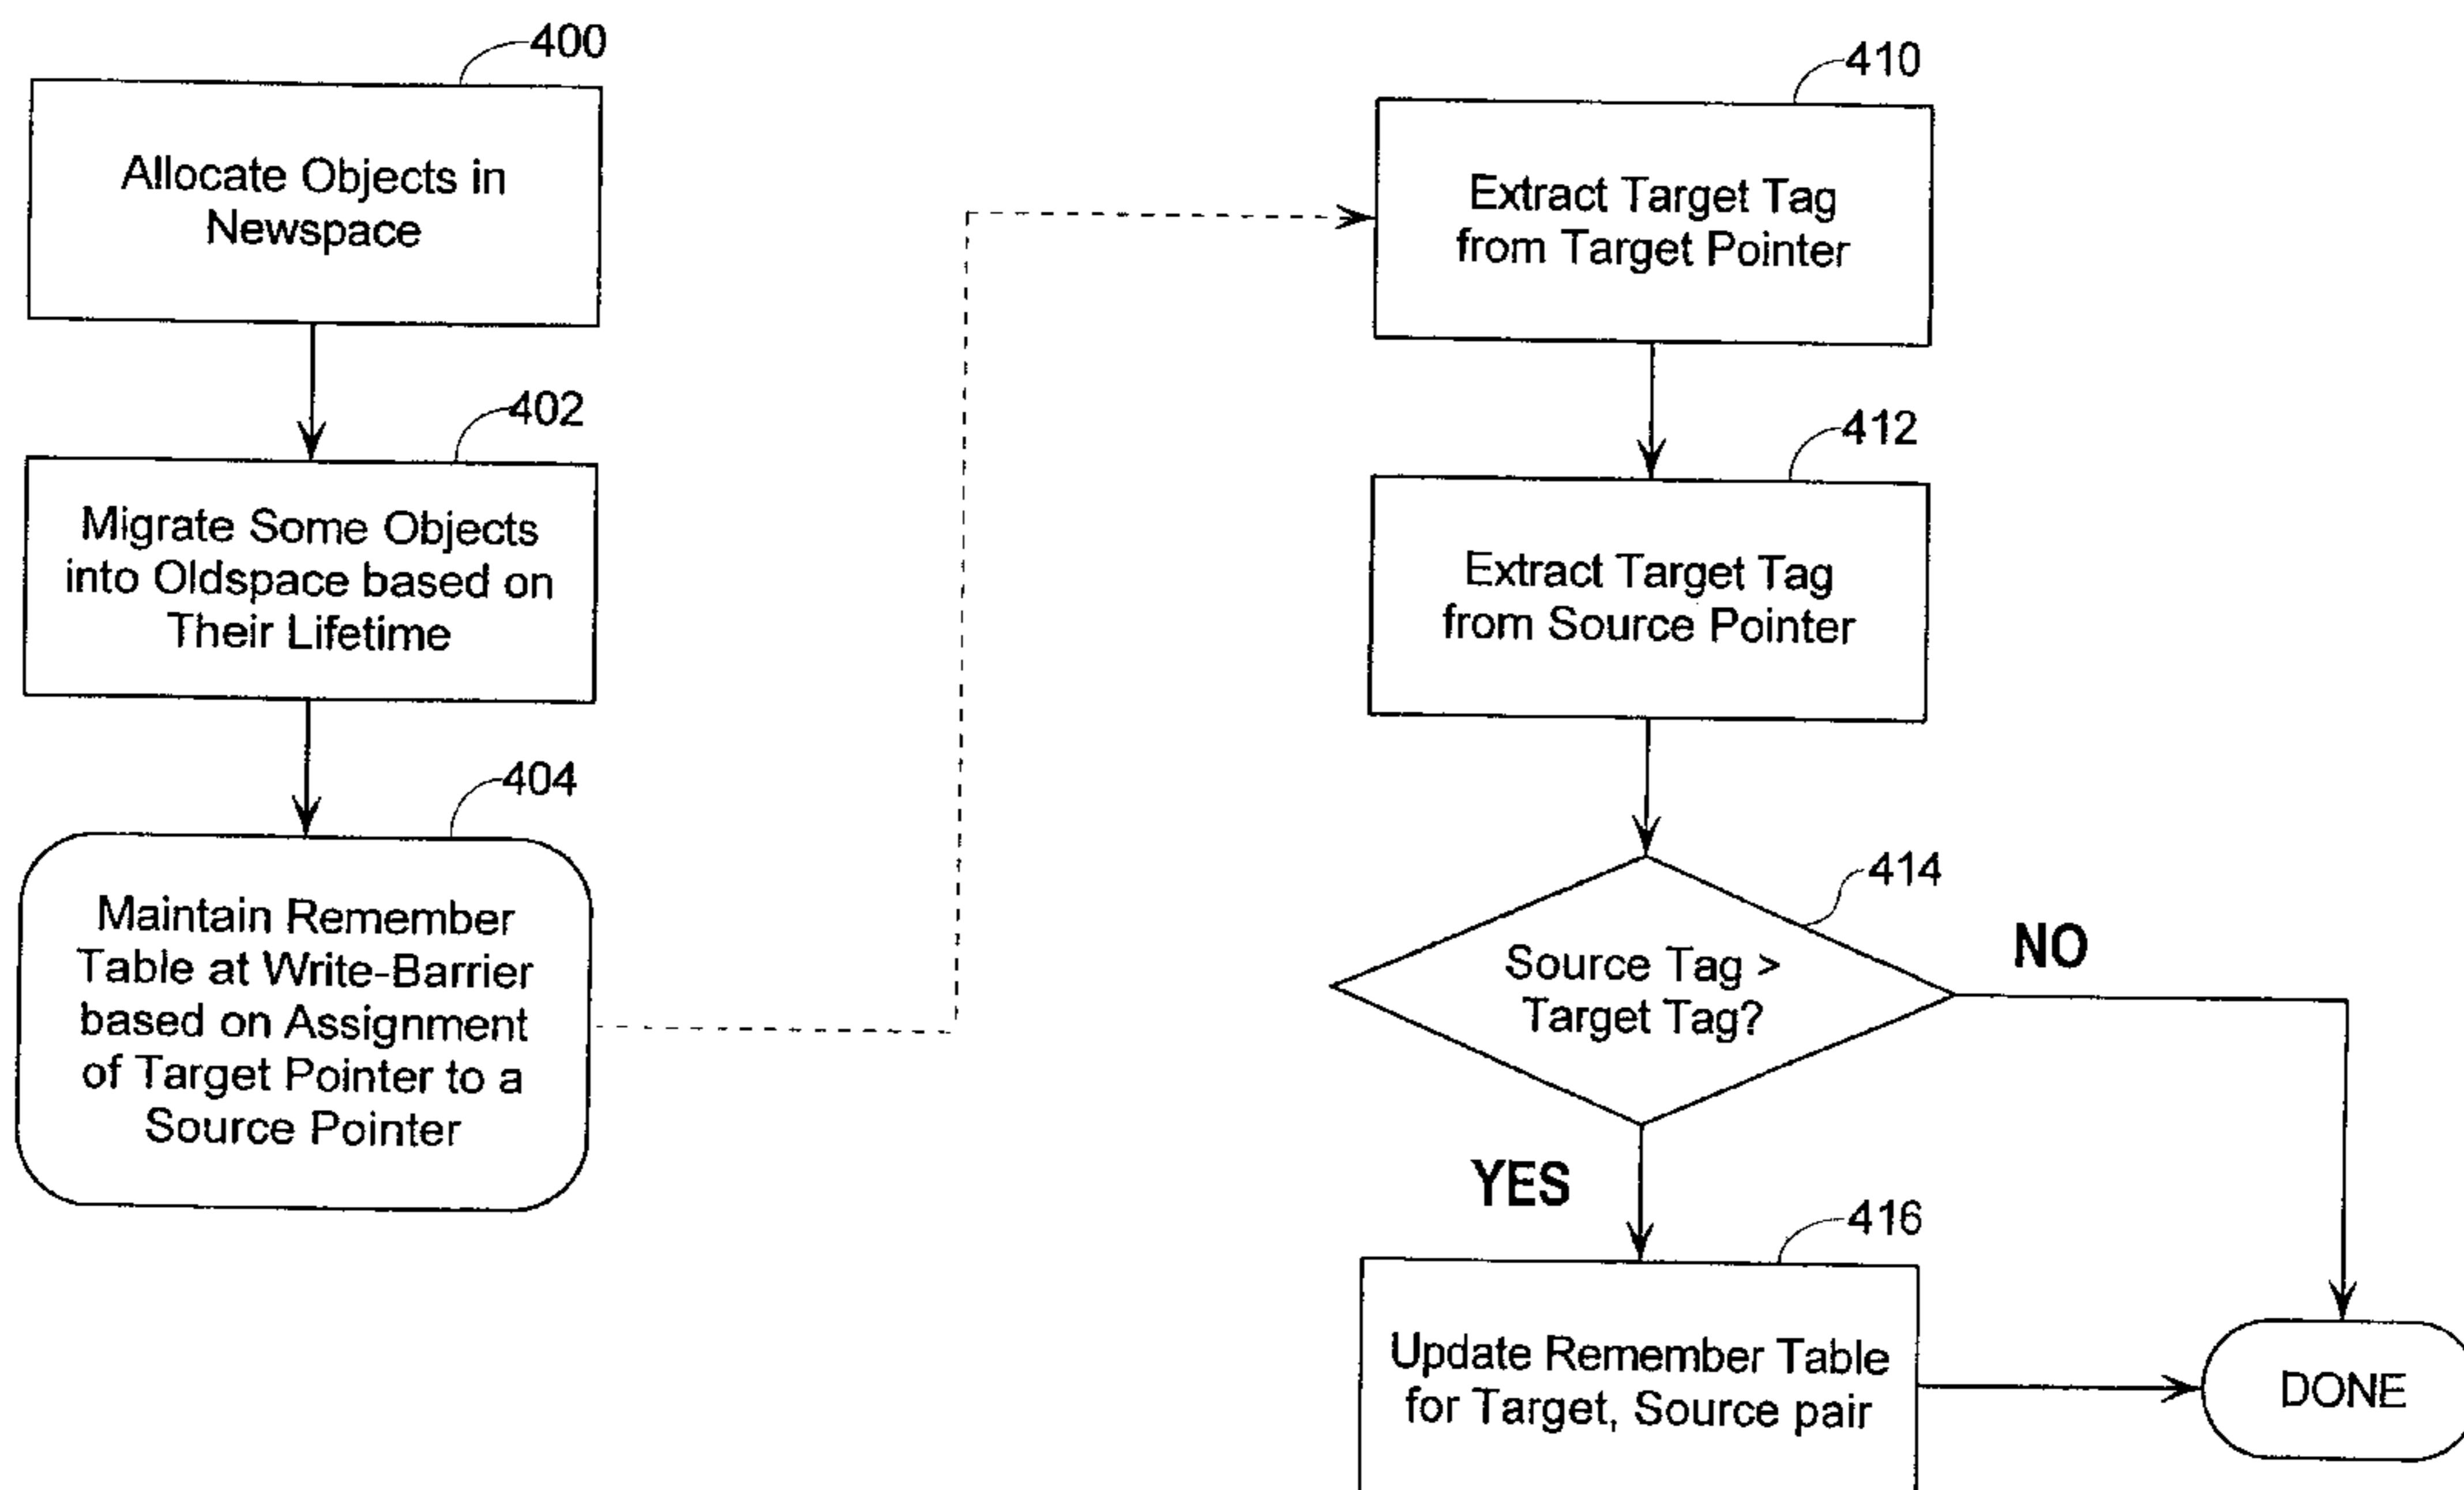 400
Allocate Objects in
Newspace
402
Migrate Some Objects
into Oldspace based on
Their Lifetime
404
Maintain Remember
Table at Write-Barrier
based on Assignment
of Target Pointer to a
Source Pointer
410
Extract Target Tag
from Target Pointer
412
Extract Target Tag
from Source Pointer
414
Source Tag >
Target Tag?
NO
YES
416
Update Remember Table
for Target, Source pair
DONE